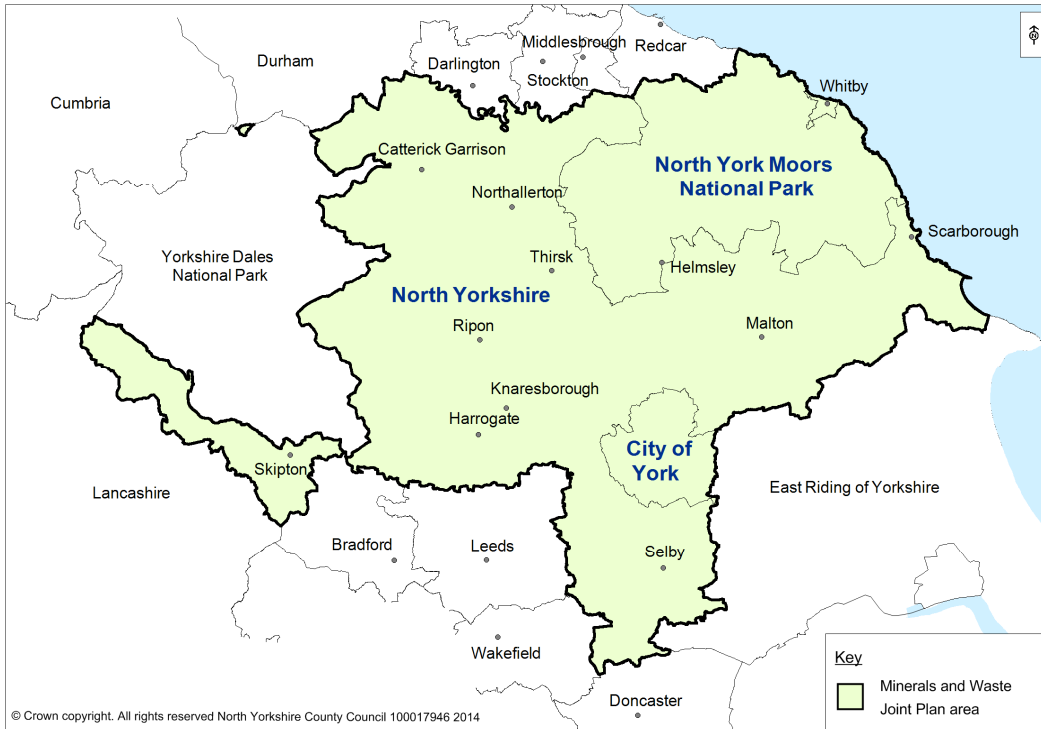 Middlesbrough
Redcar
Durham
Darlington
Stockton
Cumbria
Whitby
N
Catterick Garrison
North York Moors
National Park
Northallerton
Scarborough
Yorkshire Dales
National Park
Thirsk
Helmsley
North Yorkshire
Ripon
Malton
Knaresborough
Harrogate
City of
York
Skipton
Lancashire
East Riding of Yorkshire
Bradford
Leeds
Selby
Wakefield
Doncaster
Key
Minerals and Waste
Joint Plan area
© Crown copyright. All rights reserved North Yorkshire County Council 100017946 2014